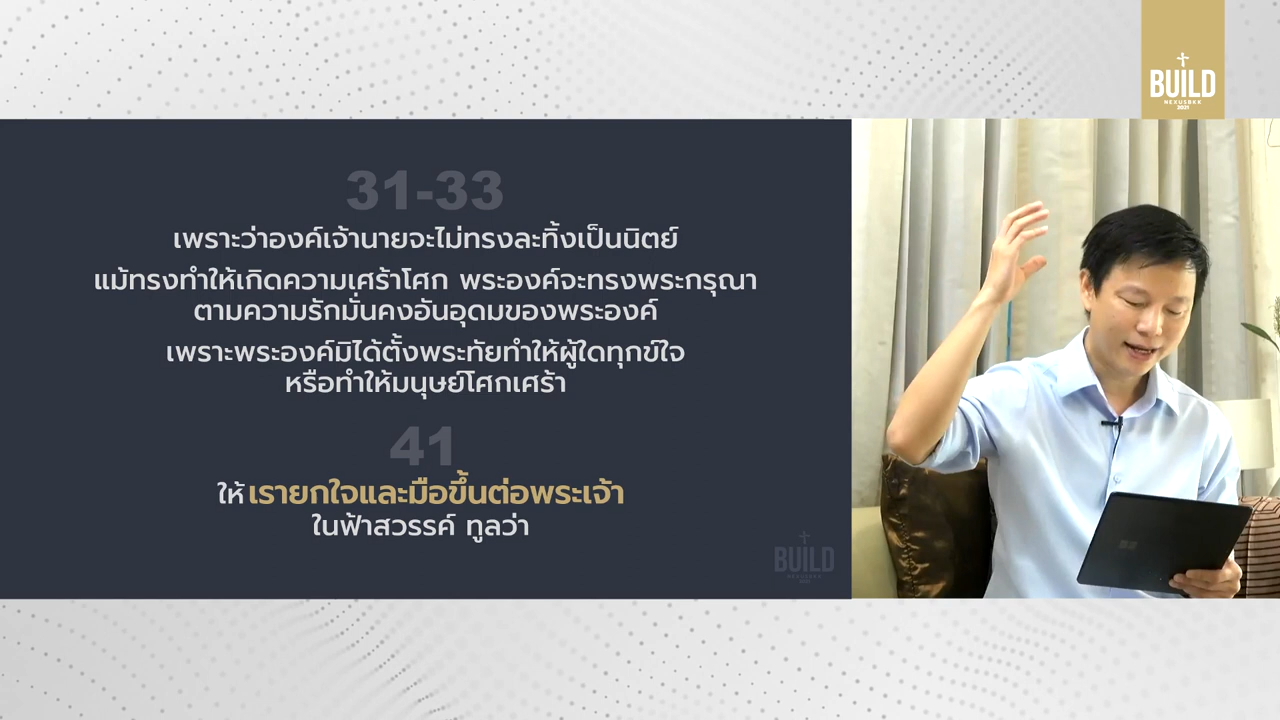 BUILD
NEXUSBKK
2021
31-33
เพราะว่าองค์เจ้านายจะไม่ทรงละทิ้งเป็นนิตย์
แม้ทรงทำให้เกิดความเศร้าโศก พระองค์จะทรงพระกรุณา
ตามความรักมั่นคงอันอุดมของพระองค์
เพราะพระองค์มิได้ตั้งพระทัยทำให้ผู้ใดทุกข์ใจ
หรือทำให้มนุษย์โศกเศร้า
41
ให้ เรายกใจและมือขึ้นต่อพระเจ้า
ในฟ้าสวรรค์ ทูลว่า
BUILD
NEXUSBKK
2021